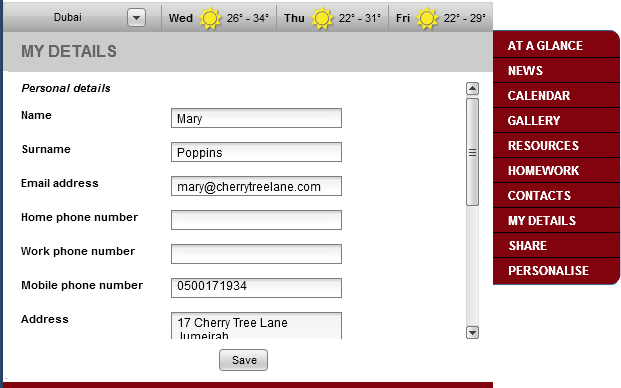 Dubai Wed 26° - 34° Thu 22° - 31° Fri 22° - 29°
MY DETAILS
Personal details
Name Mary
Surname Poppins
Email address mary@cherrytreelane.com
Home phone number
Work phone number
Mobile phone number 0500171934
Address 17 Cherry Tree Lane
Jumeirah
Save
AT A GLANCE
NEWS
CALENDAR
GALLERY
RESOURCES
HOMEWORK
CONTACTS
MY DETAILS
SHARE
PERSONALISE